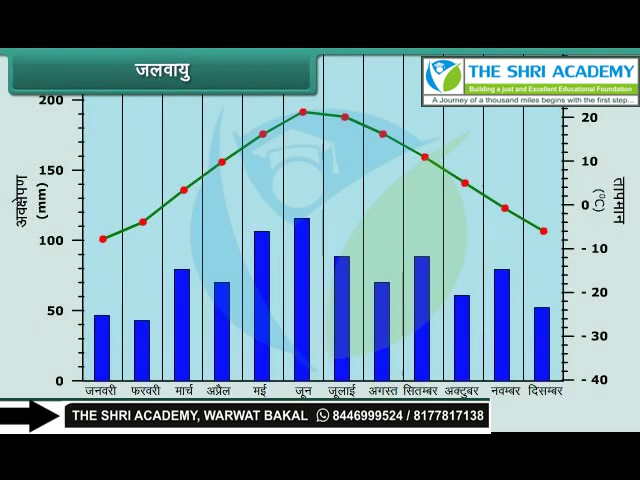 जलवायु
THE SHRI ACADEMY
Building a just and Excellent Educational Foundation
A Journey of a thousand miles begins with the first step...
200
150
100
50
0
अवक्षेपण
(mm)
20
10
0
- 10
- 20
- 30
- 40
तापमान
(°C)
जनवरी फरवरी मार्च अप्रैल मई जून जूलाई अगस्त सितम्बर अक्टुबर नवम्बर दिसम्बर
THE SHRI ACADEMY, WARWAT BAKAL 8446999524 / 8177817138